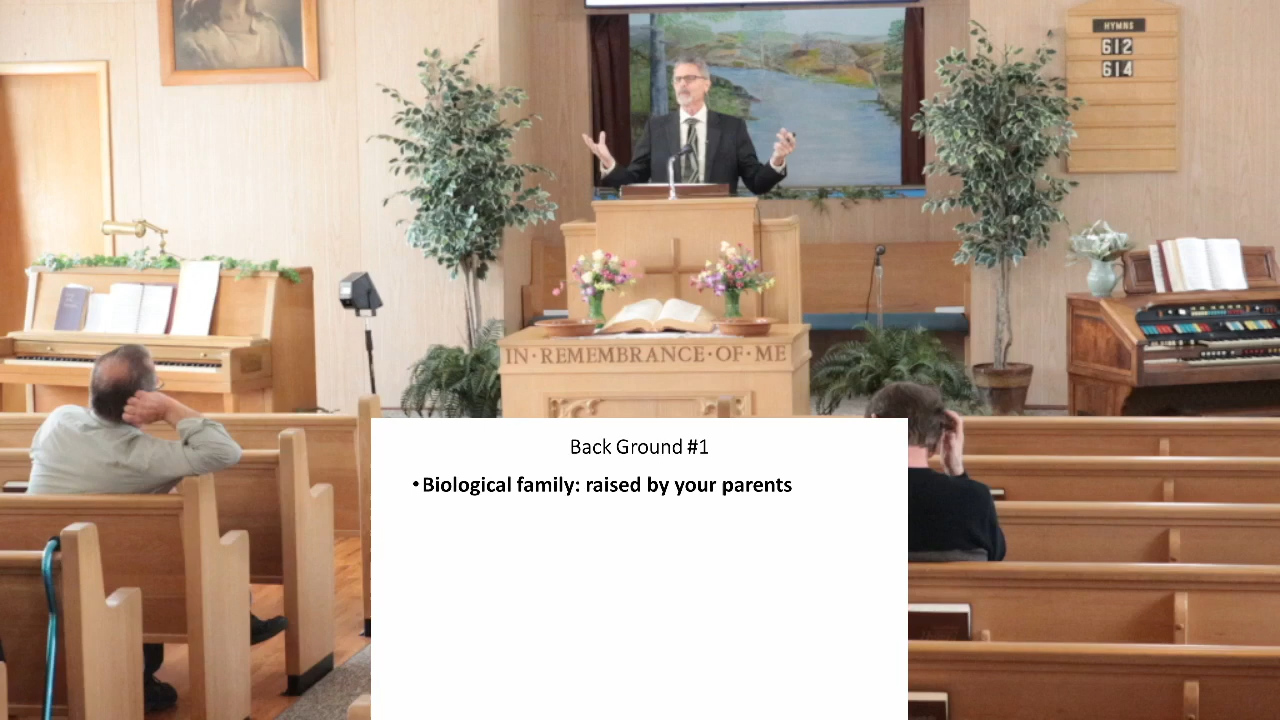 HYMNS
612
614
IN·REMEMBRANCE·OF·ME
Back Ground #1
•Biological family: raised by your parents